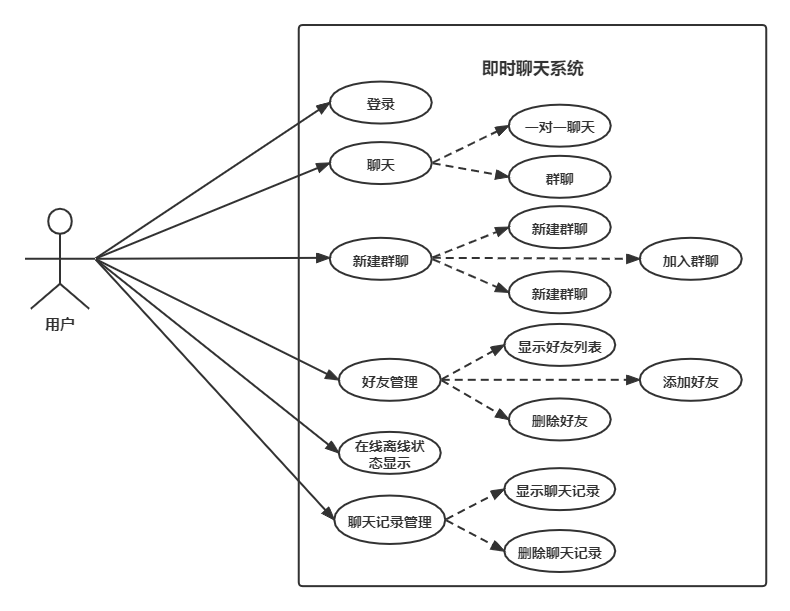 即时聊天系统
登录
一对一聊天
聊天
群聊
新建群聊
新建群聊
加入群聊
新建群聊
用户
显示好友列表
好友管理
添加好友
删除好友
在线离线状
态显示
显示聊天记录
聊天记录管理
删除聊天记录